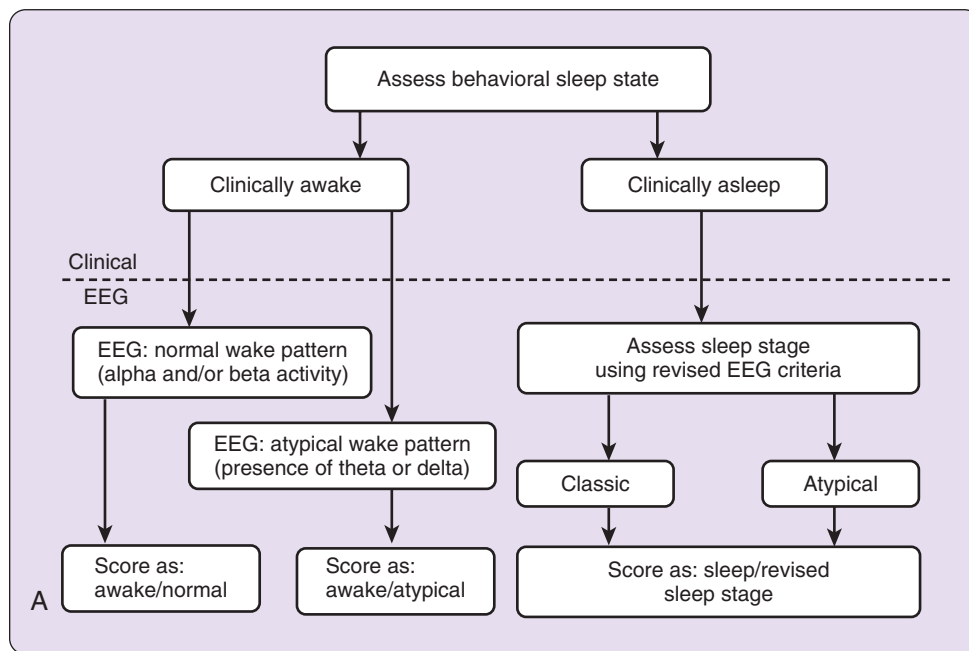 Assess behavioral sleep state
Clinically awake
Clinically asleep
Clinical
EEG
EEG: normal wake pattern
(alpha and/or beta activity)
Assess sleep stage
using revised EEG criteria
EEG: atypical wake pattern
(presence of theta or delta)
Classic
Atypical
Score as:
awake/normal
Score as:
awake/atypical
Score as: sleep/revised
sleep stage
A